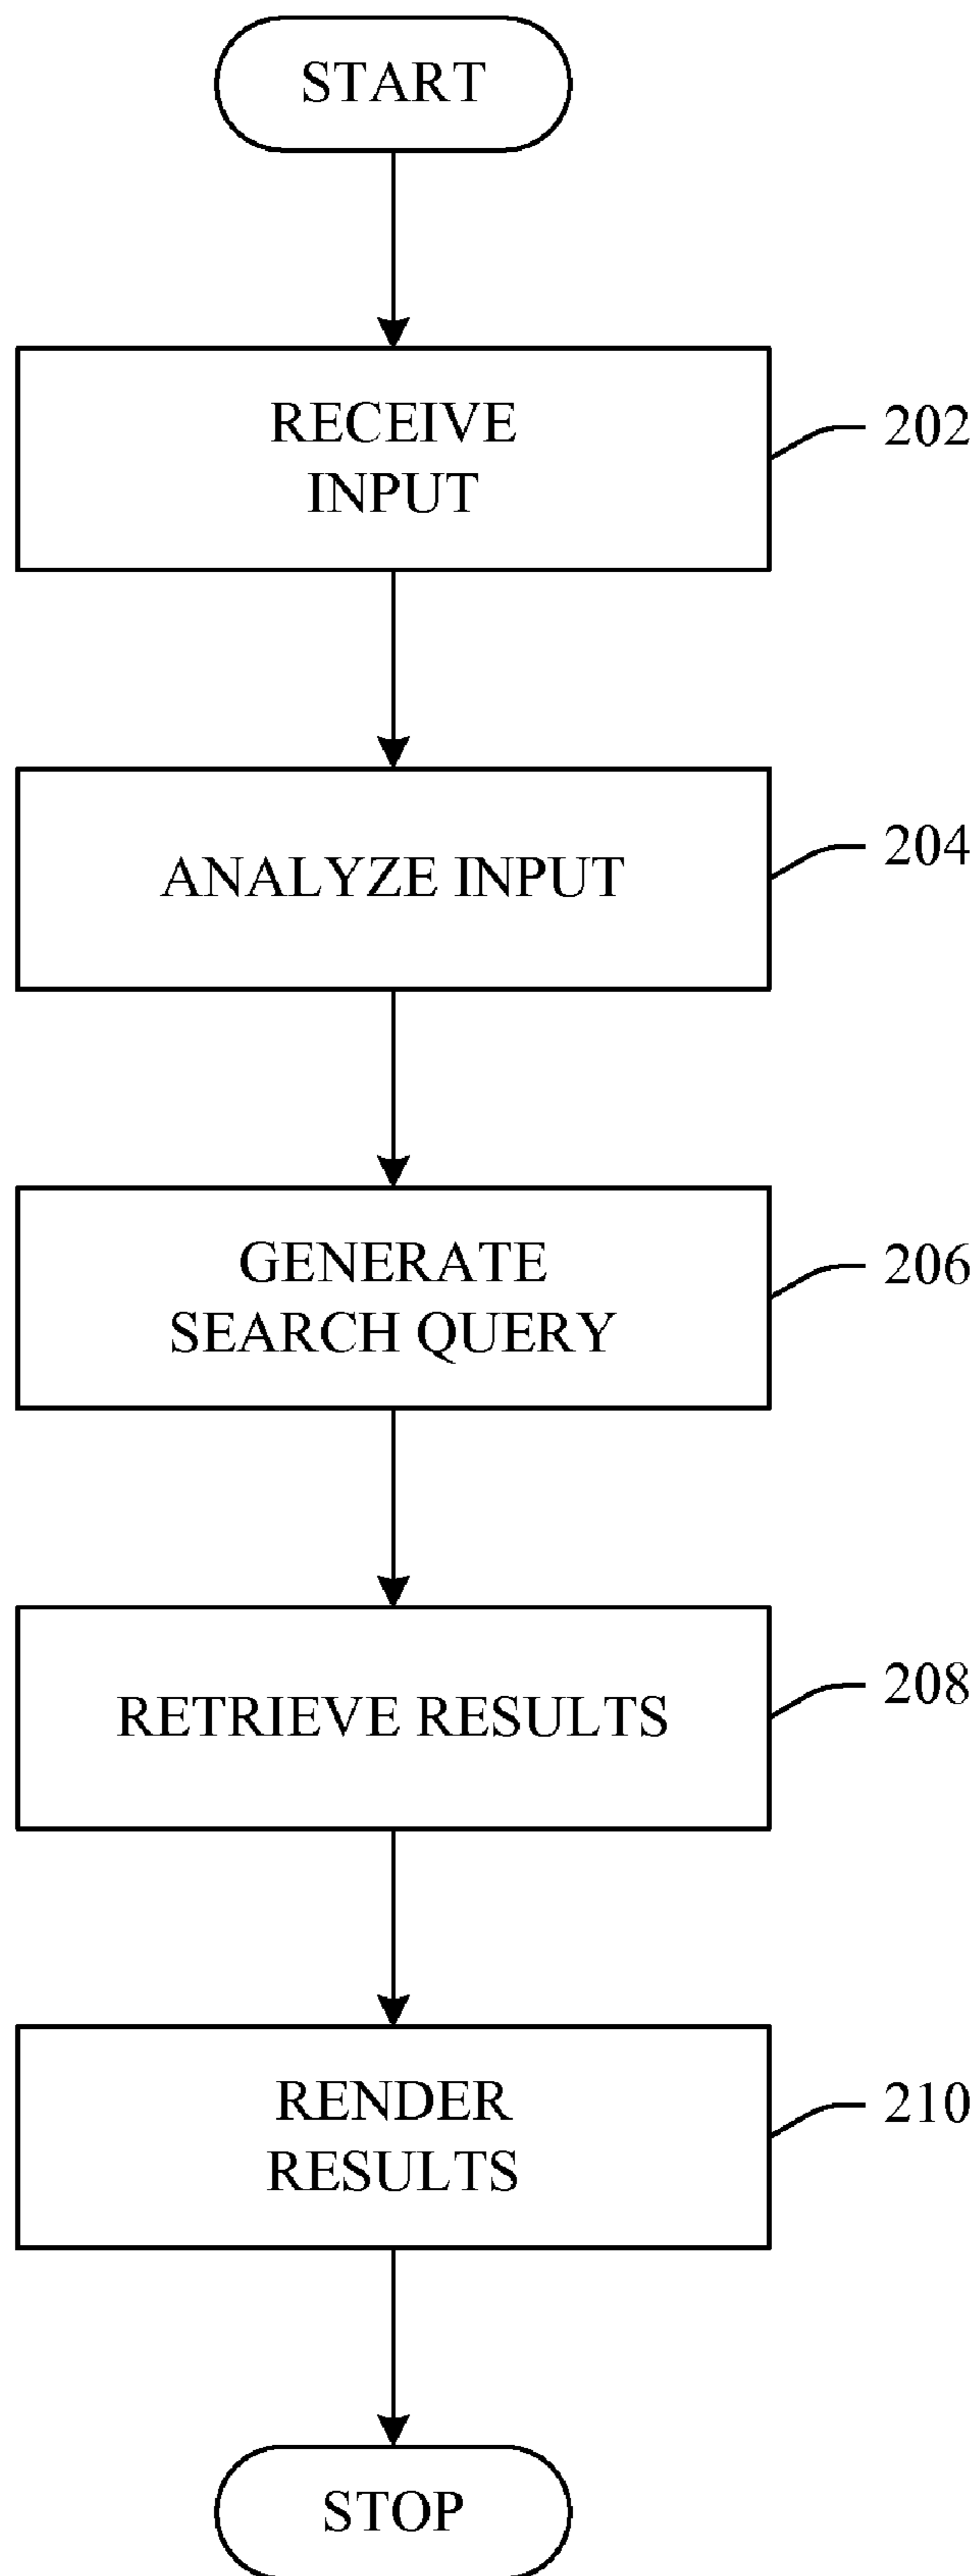 START
RECEIVE
INPUT
202
ANALYZE INPUT
204
GENERATE
SEARCH QUERY
206
RETRIEVE RESULTS
208
RENDER
RESULTS
210
STOP